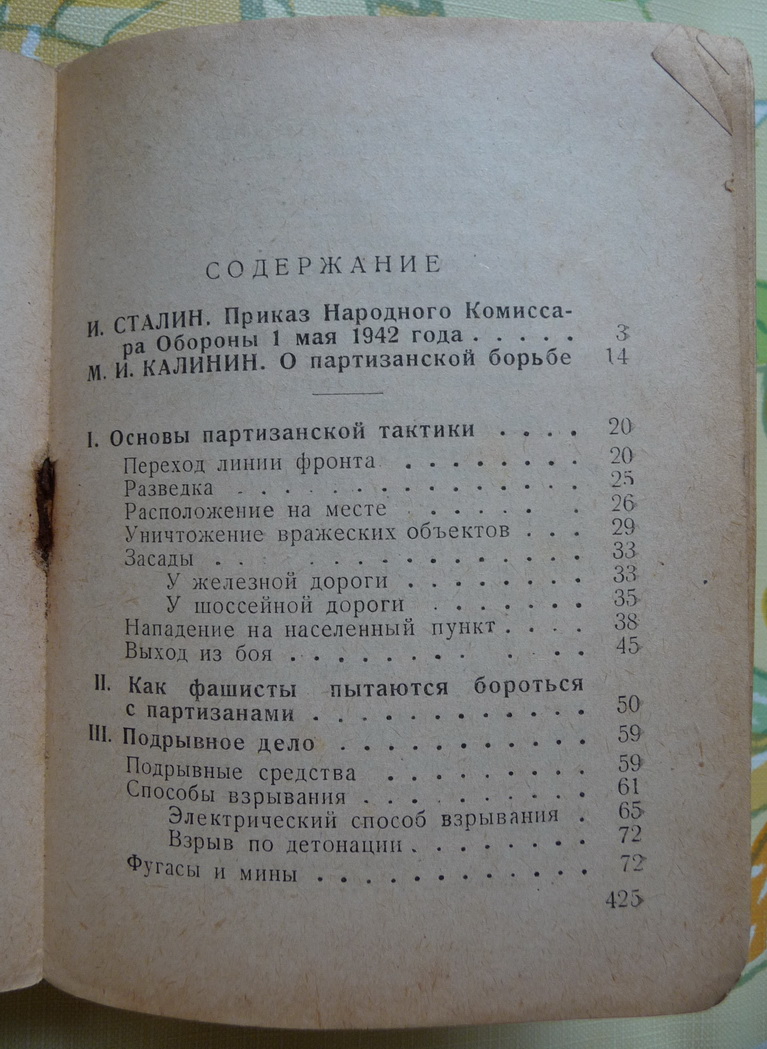 СОДЕРЖАНИЕ
И. СТАЛИН. Приказ Народного Комисса-
ра Обороны 1 мая 1942 года . . . . . 3
М. И. КАЛИНИН. О партизанской борьбе 14
I. Основы партизанской тактики . . . . 20
Переход линии фронта . . . . . . . . 20
Разведка . . . . . . . . . . . . . . 25
Расположение на месте . . . . . . . 26
Уничтожение вражеских объектов . . . 29
Засады . . . . . . . . . . . . . . . 33
У железной дороги . . . . . . . . 33
У шоссейной дороги . . . . . . . 35
Нападение на населенный пункт . . . . 38
Выход из боя . . . . . . . . . . . 45
II. Как фашисты пытаются бороться
с партизанами . . . . . . . . . . . 50
III. Подрывное дело . . . . . . . . . . 59
Подрывные средства . . . . . . . . 59
Способы взрывания . . . . . . . . . 61
Электрический способ взрывания . 65
Взрыв по детонации . . . . . . . 72
Фугасы и мины . . . . . . . . . . . 72
425